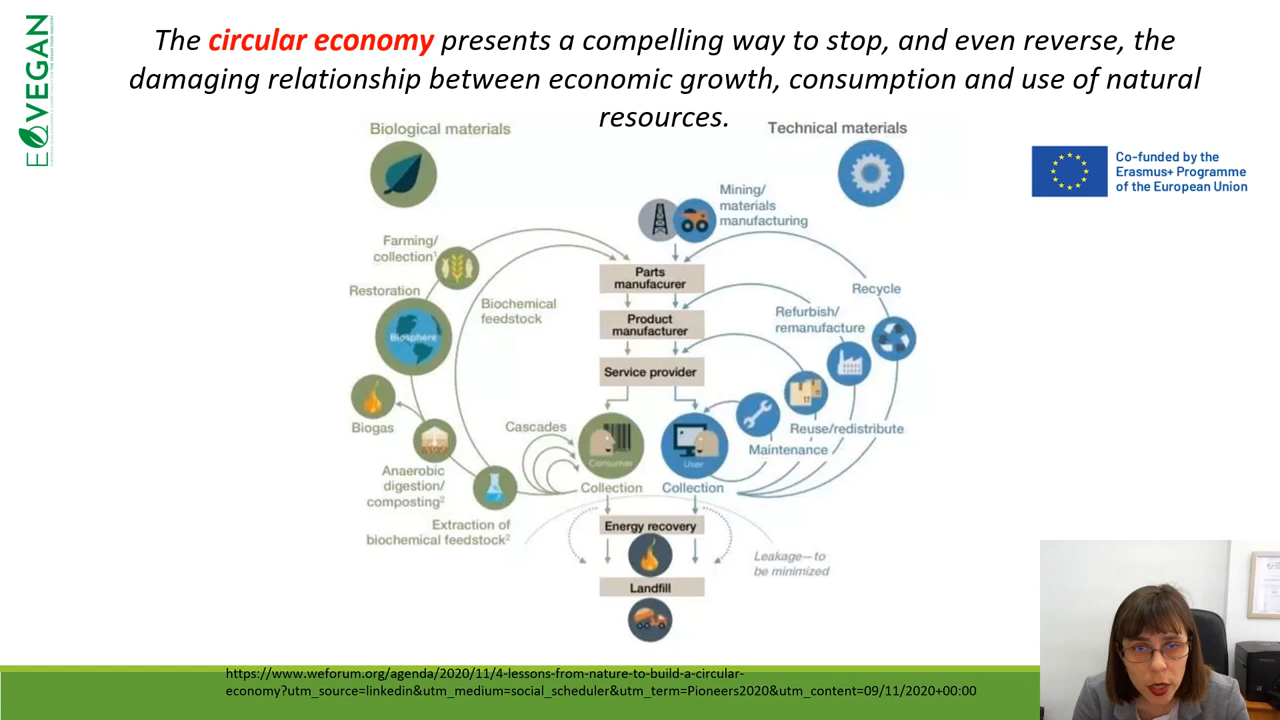 EQVEGAN
The circular economy presents a compelling way to stop, and even reverse, the
damaging relationship between economic growth, consumption and use of natural
resources.
Biological materials
Technical materials
Co-funded by the
Erasmus+ Programme
of the European Union
Mining/
materials
manufacturing
Farming/
collection¹
Parts
manufacurer
Restoration
Recycle
Biochemical
feedstock
Refurbish/
remanufacture
Product
manufacturer
Biosphere
Service provider
Biogas
Cascades
Reuse/redistribute
Maintenance
Consumer
User
Anaerobic
digestion/
composting²
Collection
Collection
Extraction of
biochemical feedstock²
Energy recovery
Leakage—to
be minimized
Landfill
https://www.weforum.org/agenda/2020/11/4-lessons-from-nature-to-build-a-circular-
economy?utm_source=linkedin&utm_medium=social_scheduler&utm_term=Pioneers2020&utm_content=09/11/2020+00:00